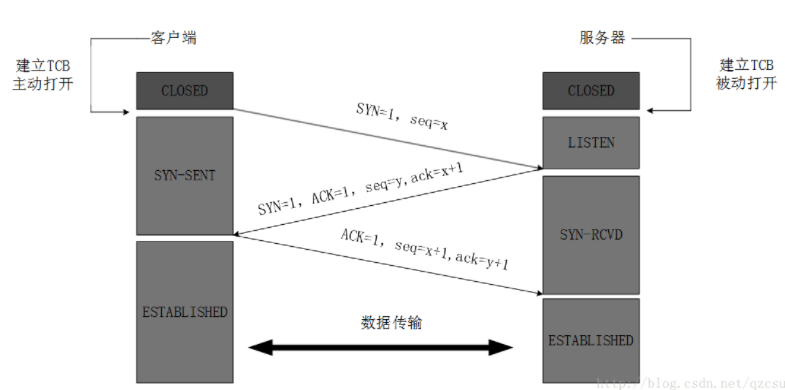 客户端
服务器
建立TCB
主动打开
建立TCB
被动打开
CLOSED
CLOSED
SYN=1, seq=x
LISTEN
SYN-SENT
SYN=1, ACK=1, seq=y,ack=x+1
SYN-RCVD
ACK=1, seq=x+1,ack=y+1
ESTABLISHED
数据传输
ESTABLISHED
http://blog.csdn.net/qzcsu